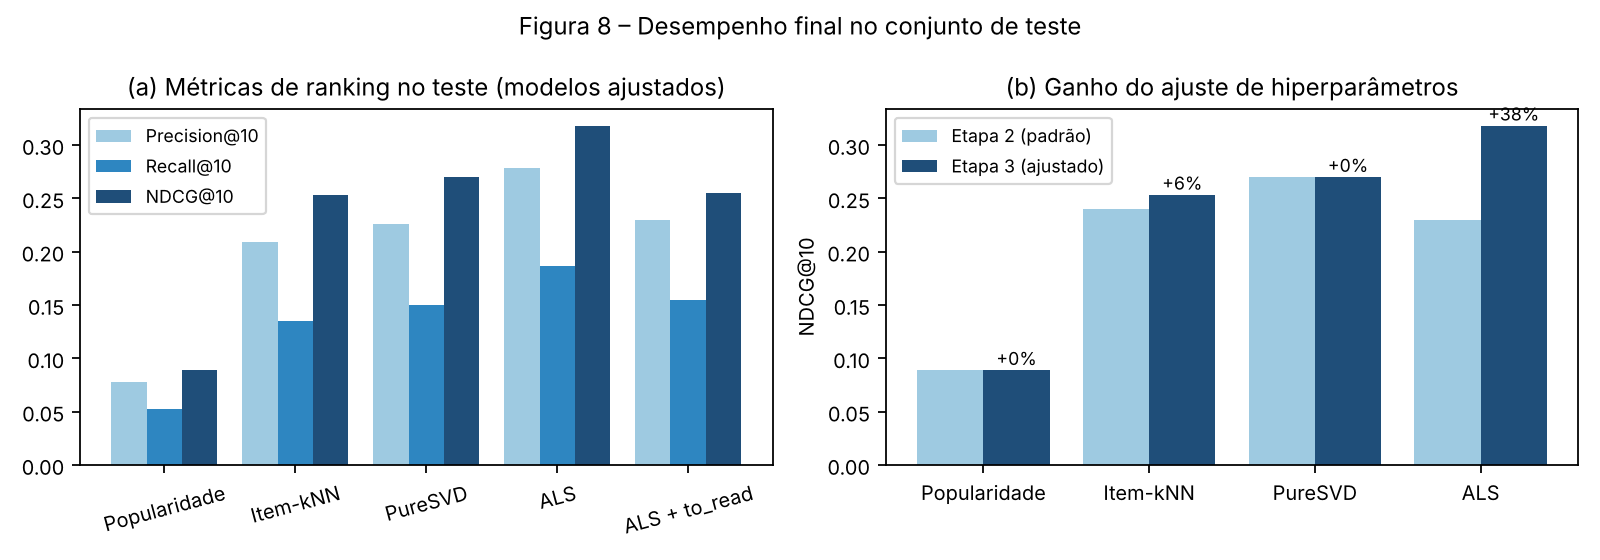 Figura 8 – Desempenho final no conjunto de teste
(a) Métricas de ranking no teste (modelos ajustados)
Precision@10
Recall@10
NDCG@10
0.30
0.25
0.20
0.15
0.10
0.05
0.00
Popularidade
Item-kNN
PureSVD
ALS
ALS + to_read
(b) Ganho do ajuste de hiperparâmetros
Etapa 2 (padrão)
Etapa 3 (ajustado)
NDCG@10
0.30
0.25
0.20
0.15
0.10
0.05
0.00
+0%
+6%
+0%
+38%
Popularidade
Item-kNN
PureSVD
ALS